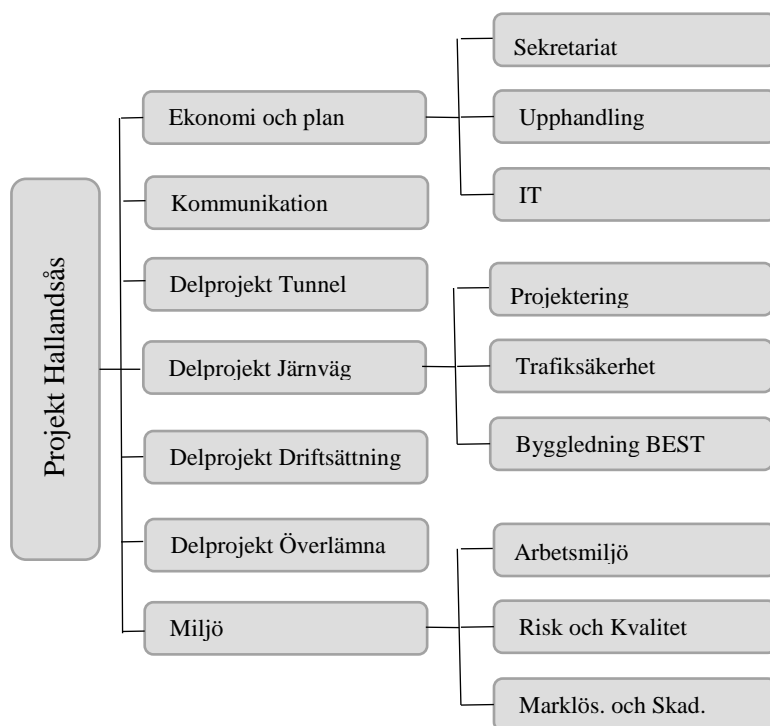 Projekt Hallandsås
Ekonomi och plan
Sekretariat
Upphandling
IT
Kommunikation
Delprojekt Tunnel
Delprojekt Järnväg
Projektering
Trafiksäkerhet
Byggledning BEST
Delprojekt Driftsättning
Delprojekt Överlämna
Miljö
Arbetsmiljö
Risk och Kvalitet
Marklös. och Skad.